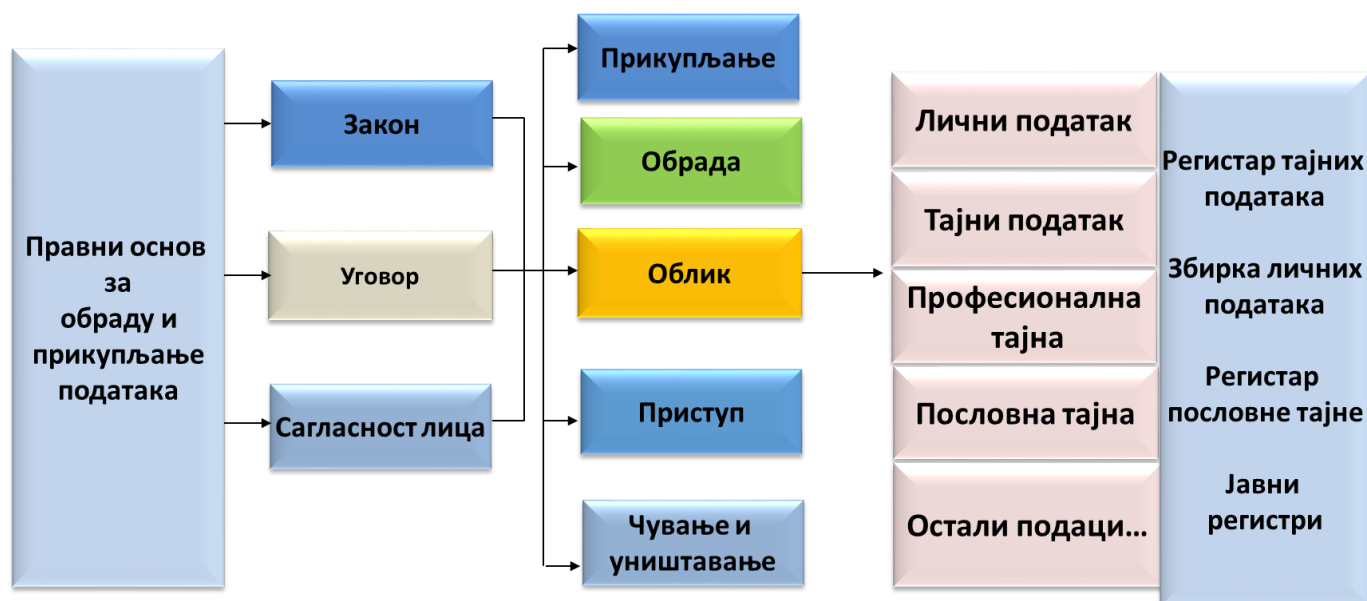 Правни основ
за
обраду и
прикупљање
података
Закон
Уговор
Сагласност лица
Прикупљање
Обрада
Облик
Приступ
Чување и
уништавање
Лични податак
Тајни податак
Професионална
тајна
Пословна тајна
Остали подаци...
Регистар тајних
података
Збирка личних
података
Регистар
пословне тајне
Јавни
регистри